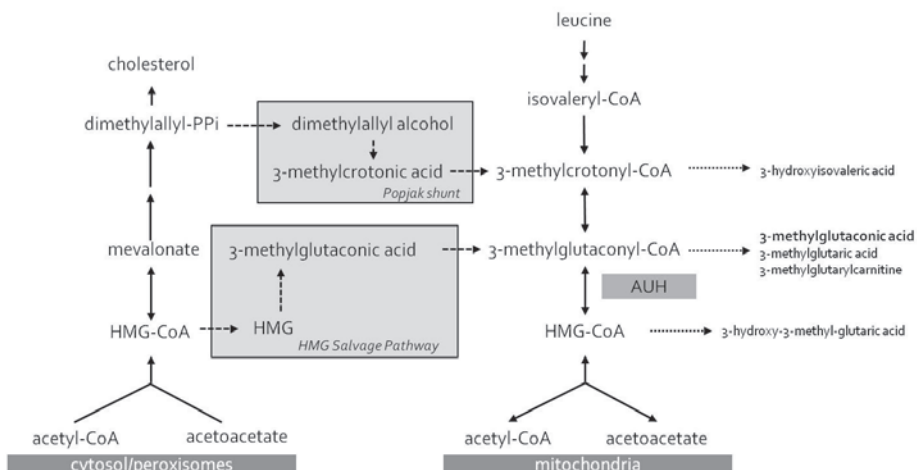 leucine
cholesterol
isovaleryl-CoA
dimethylallyl-PPi
dimethylallyl alcohol
3-methylcrotonic acid
Popjak shunt
3-methylcrotonyl-CoA
3-hydroxyisovaleric acid
mevalonate
3-methylglutaconic acid
3-methylglutaconyl-CoA
3-methylglutaconic acid
3-methylglutaric acid
3-methylglutarylcarnitine
AUH
HMG-CoA
HMG
HMG Salvage Pathway
HMG-CoA
3-hydroxy-3-methyl-glutaric acid
acetyl-CoA
acetoacetate
acetyl-CoA
acetoacetate
cytosol/peroxisomes
mitochondria